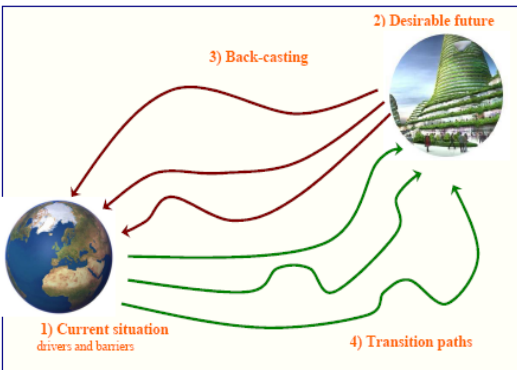 2) Desirable future
3) Back-casting
1) Current situation
drivers and barriers
4) Transition paths